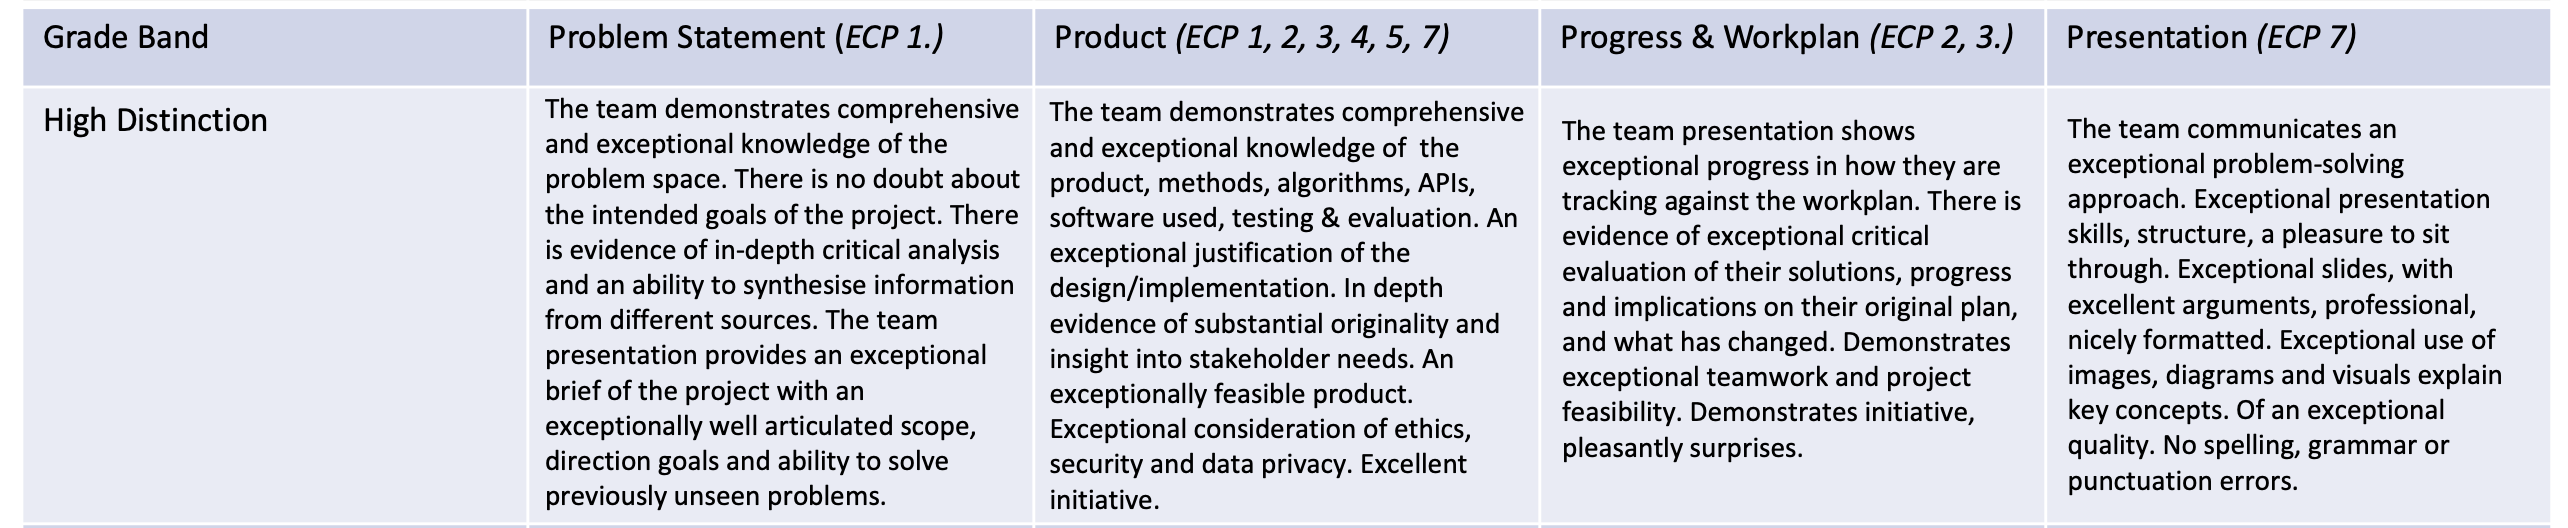 Grade Band
Problem Statement (ECP 1.)
Product (ECP 1, 2, 3, 4, 5, 7)
Progress & Workplan (ECP 2, 3.)
Presentation (ECP 7)
High Distinction
The team demonstrates comprehensive
and exceptional knowledge of the
problem space. There is no doubt about
the intended goals of the project. There
is evidence of in-depth critical analysis
and an ability to synthesise information
from different sources. The team
presentation provides an exceptional
brief of the project with an
exceptionally well articulated scope,
direction goals and ability to solve
previously unseen problems.
The team demonstrates comprehensive
and exceptional knowledge of  the
product, methods, algorithms, APIs,
software used, testing & evaluation. An
exceptional justification of the
design/implementation. In depth
evidence of substantial originality and
insight into stakeholder needs. An
exceptionally feasible product.
Exceptional consideration of ethics,
security and data privacy. Excellent
initiative.
The team presentation shows
exceptional progress in how they are
tracking against the workplan. There is
evidence of exceptional critical
evaluation of their solutions, progress
and implications on their original plan,
and what has changed. Demonstrates
exceptional teamwork and project
feasibility. Demonstrates initiative,
pleasantly surprises.
The team communicates an
exceptional problem-solving
approach. Exceptional presentation
skills, structure, a pleasure to sit
through. Exceptional slides, with
excellent arguments, professional,
nicely formatted. Exceptional use of
images, diagrams and visuals explain
key concepts. Of an exceptional
quality. No spelling, grammar or
punctuation errors.